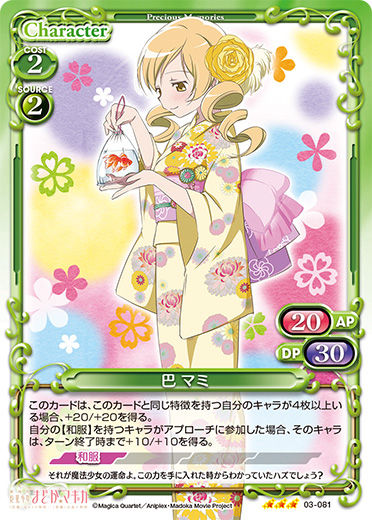 Precious Memories
Character
COST
2
SOURCE
2
20 AP
DP 30
巴 マミ
このカードは、このカードと同じ特徴を持つ自分のキャラが4枚以上い
る場合、+20/+20を得る。
自分の【和服】を持つキャラがアプローチに参加した場合、そのキャラ
は、ターン終了時まで+10/+10を得る。
和服
それが魔法少女の運命よ。この力を手に入れた時からわかっていたハズでしょう?
まどか☆マギカ
©Magica Quartet／Aniplex・Madoka Movie Project
03-081